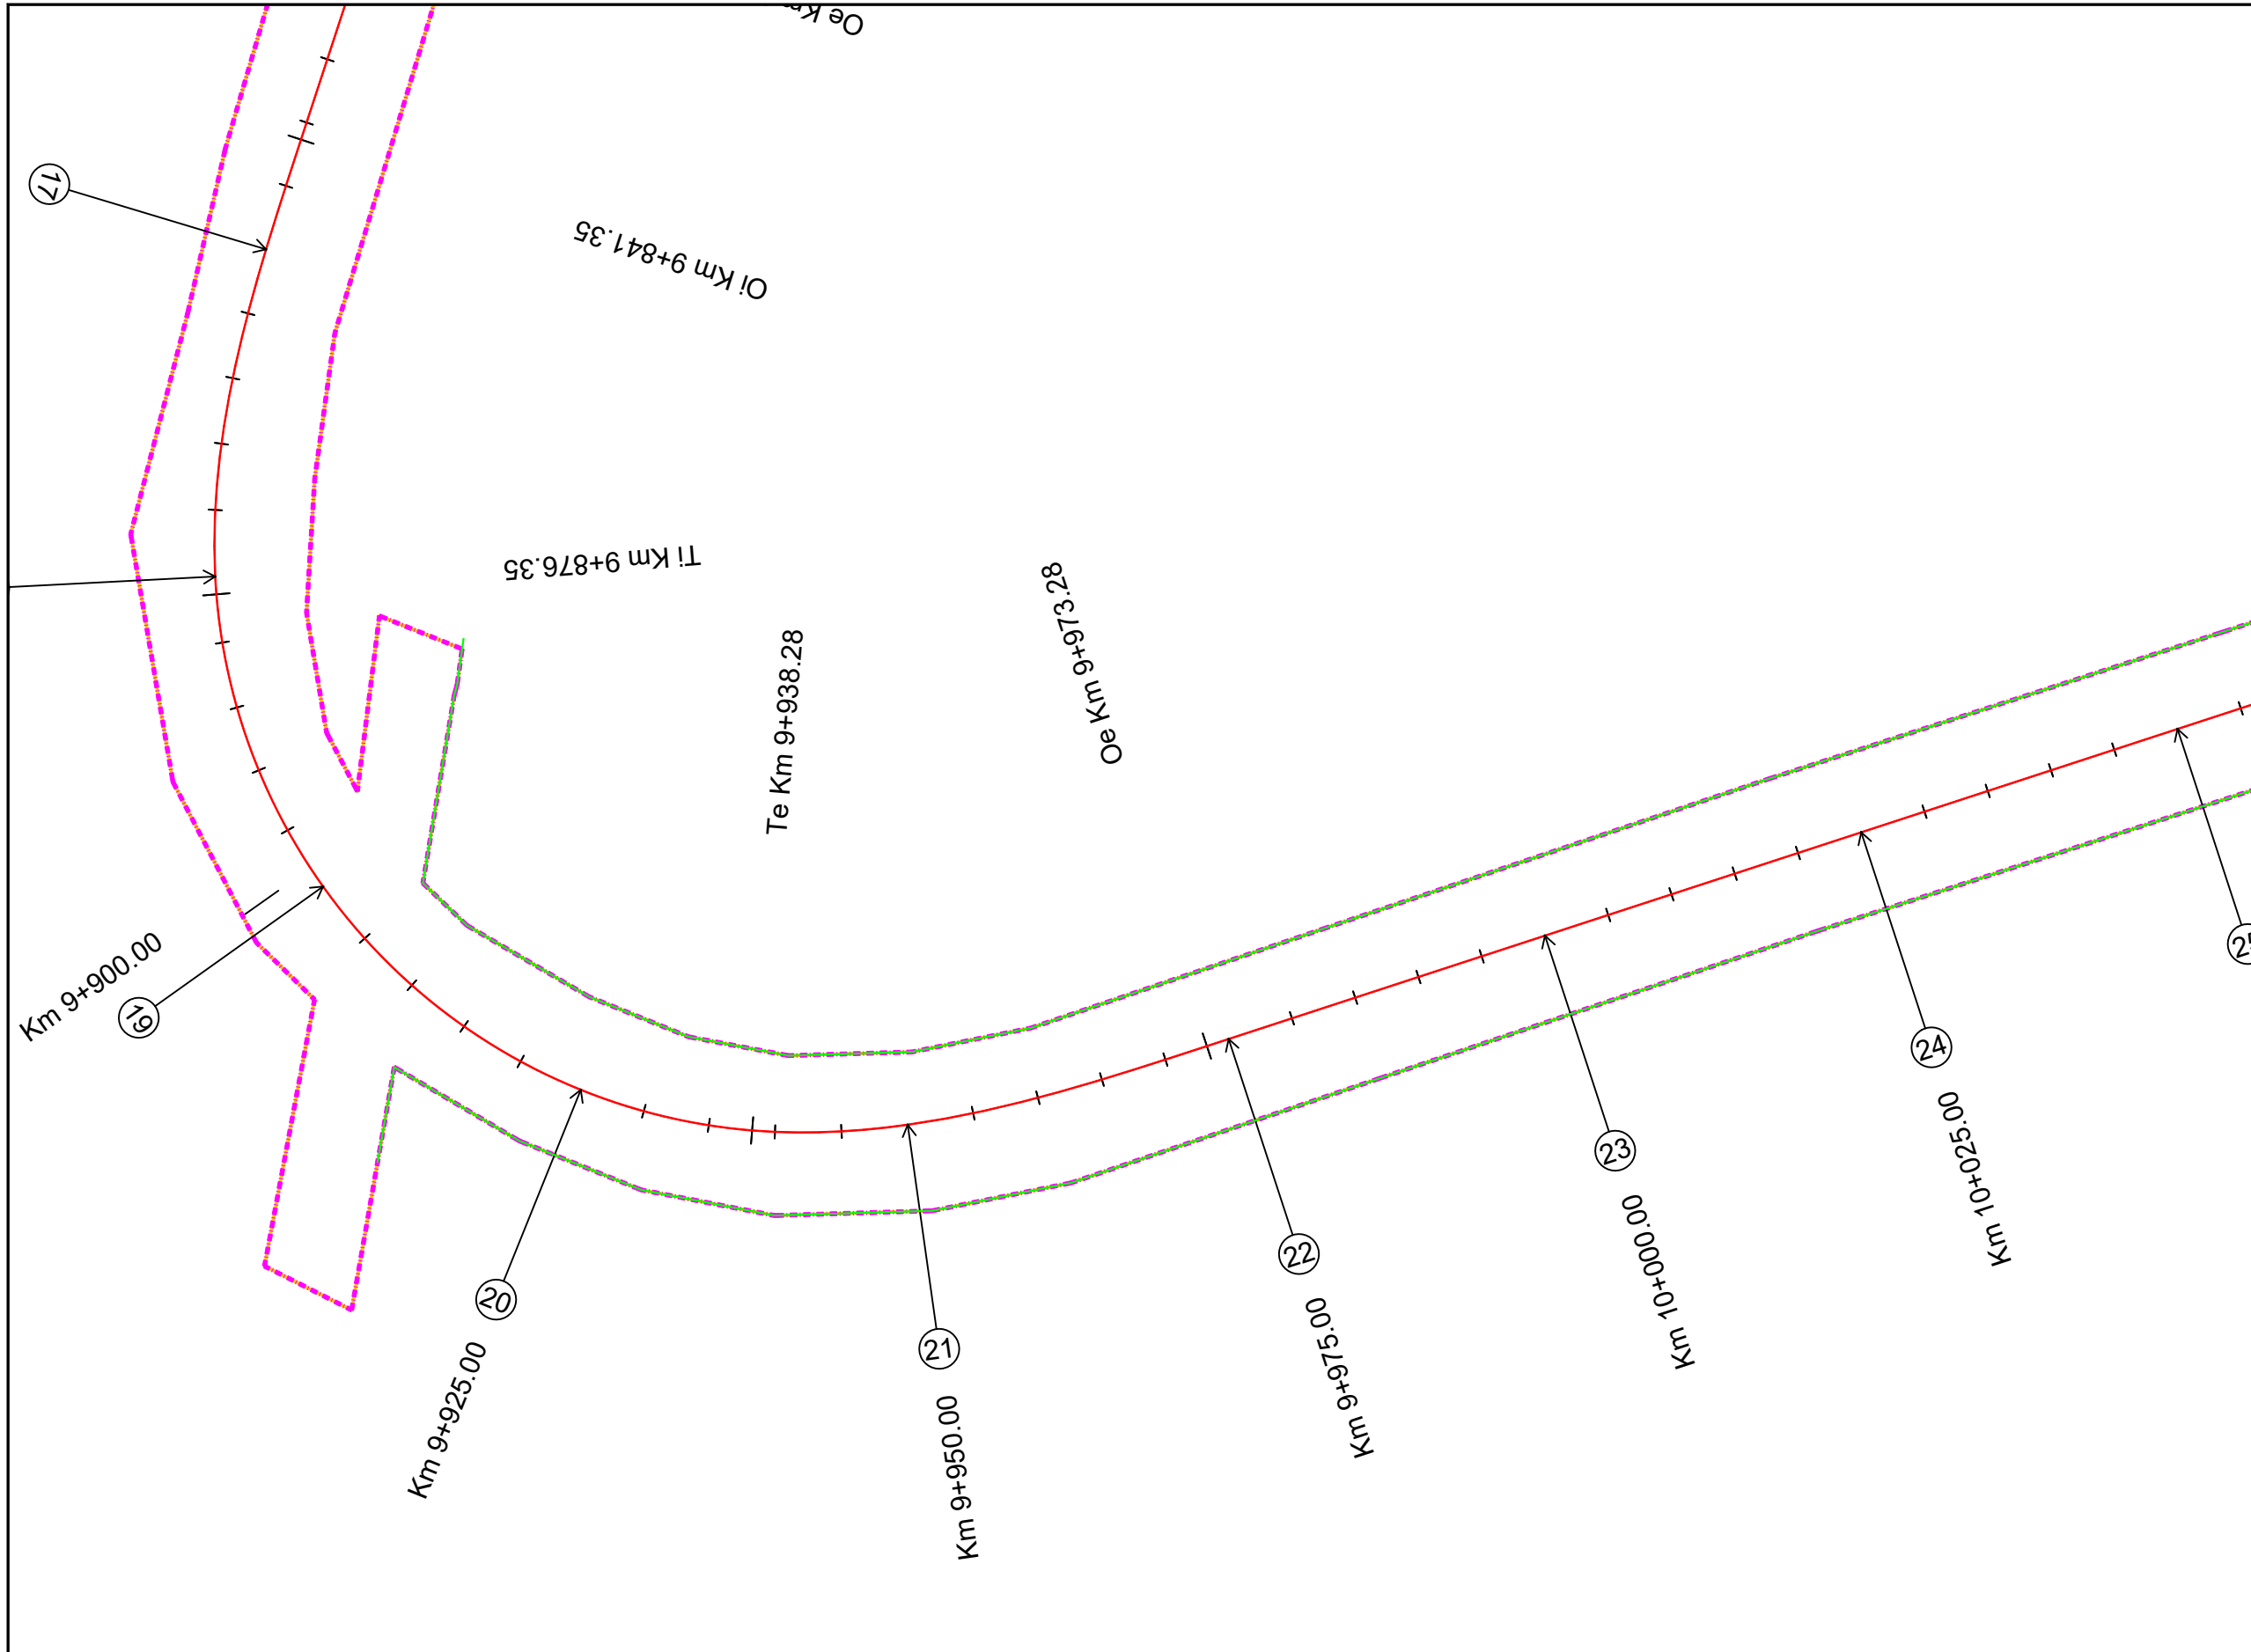 Oe Km
17
Oi Km 9+841.35
Ti Km 9+876.35
Te Km 9+938.28
Oe Km 9+973.28
Km 9+900.00
19
20
Km 9+925.00
21
Km 9+950.00
22
Km 9+975.00
23
Km 10+000.00
24
Km 10+025.00